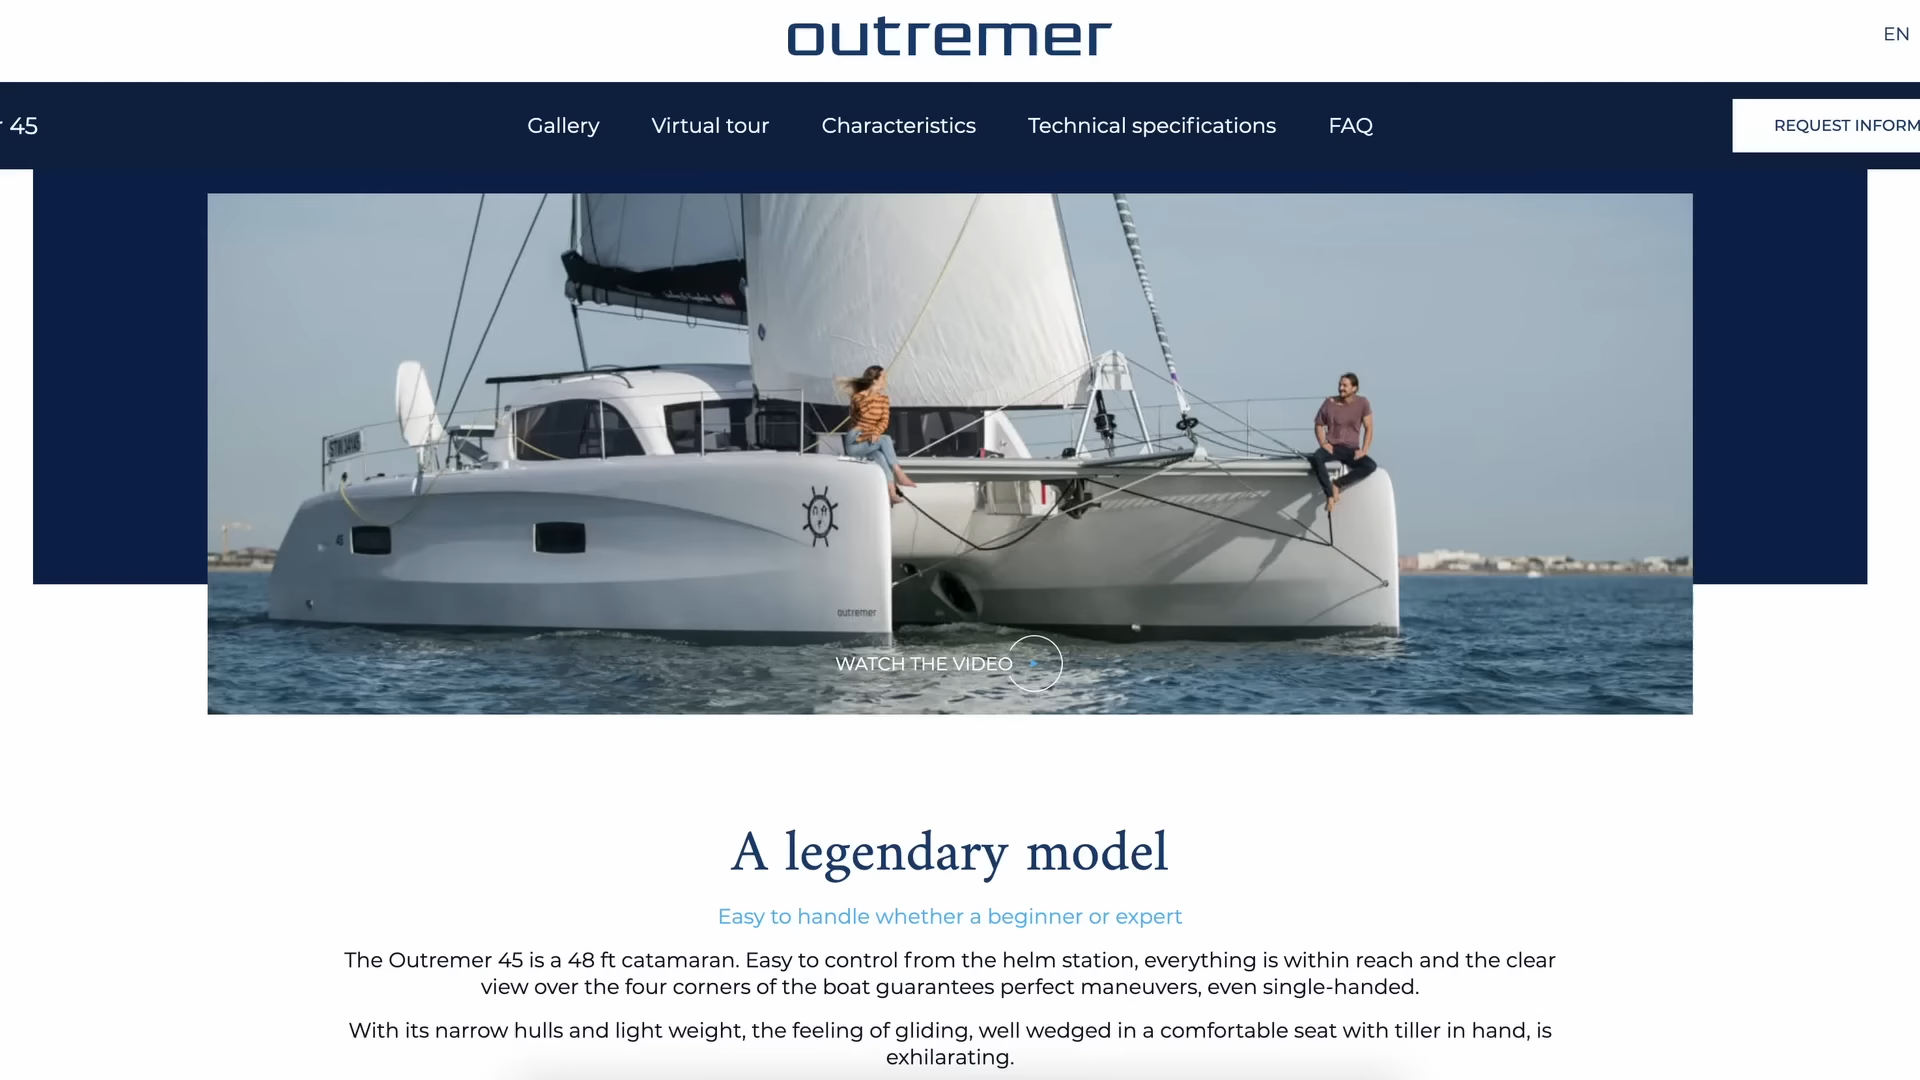 outremer
EN
r 45
Gallery
Virtual tour
Characteristics
Technical specifications
FAQ
REQUEST INFORM
45
outremer
WATCH THE VIDEO
A legendary model
Easy to handle whether a beginner or expert
The Outremer 45 is a 48 ft catamaran. Easy to control from the helm station, everything is within reach and the clear
view over the four corners of the boat guarantees perfect maneuvers, even single-handed.
With its narrow hulls and light weight, the feeling of gliding, well wedged in a comfortable seat with tiller in hand, is
exhilarating.